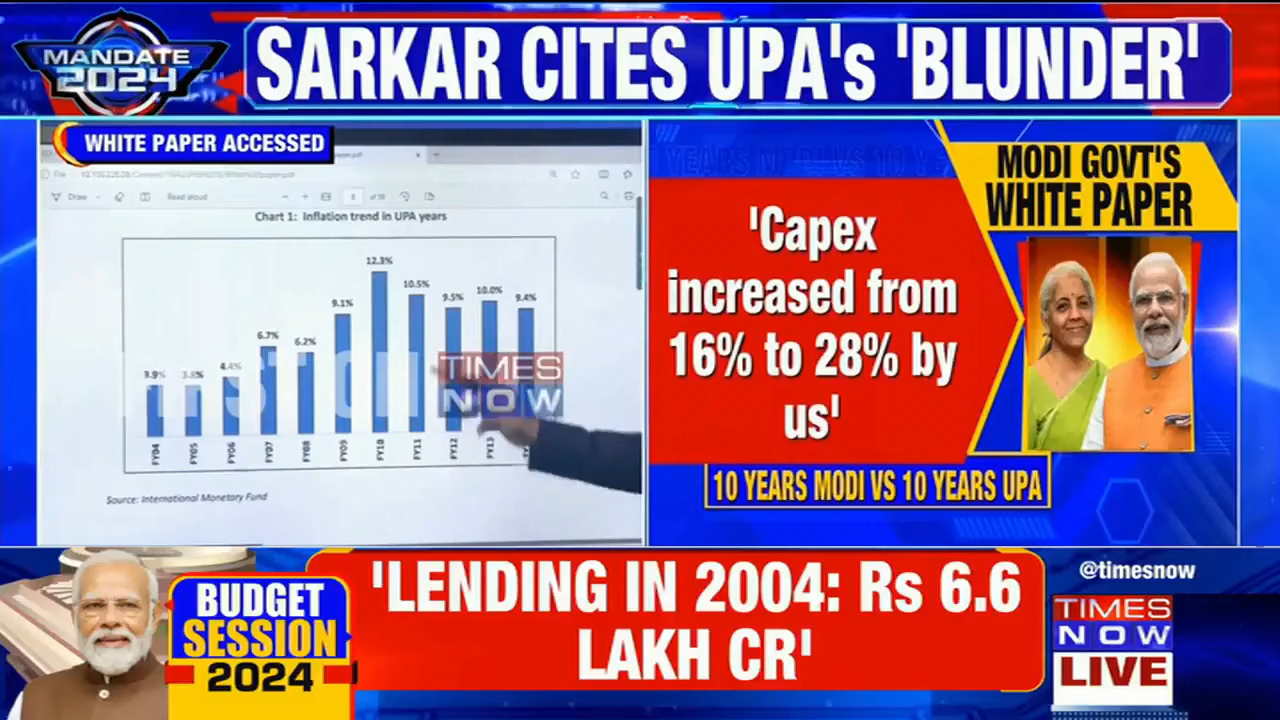 MANDATE
2024
SARKAR CITES UPA's 'BLUNDER'
WHITE PAPER ACCESSED
File
Draw
Read aloud
Chart 1: Inflation trend in UPA years
3.9%
3.8%
4.4%
6.7%
6.2%
9.1%
12.3%
10.5%
9.5%
10.0%
9.4%
FY04
FY05
FY06
FY07
FY08
FY09
FY10
FY11
FY12
FY13
Source: International Monetary Fund
TIMES
NOW
MODI GOVT'S
WHITE PAPER
'Capex
increased from
16% to 28% by
us'
10 YEARS MODI VS 10 YEARS UPA
BUDGET
SESSION
2024
'LENDING IN 2004: Rs 6.6
LAKH CR'
@timesnow
TIMES
NOW
LIVE